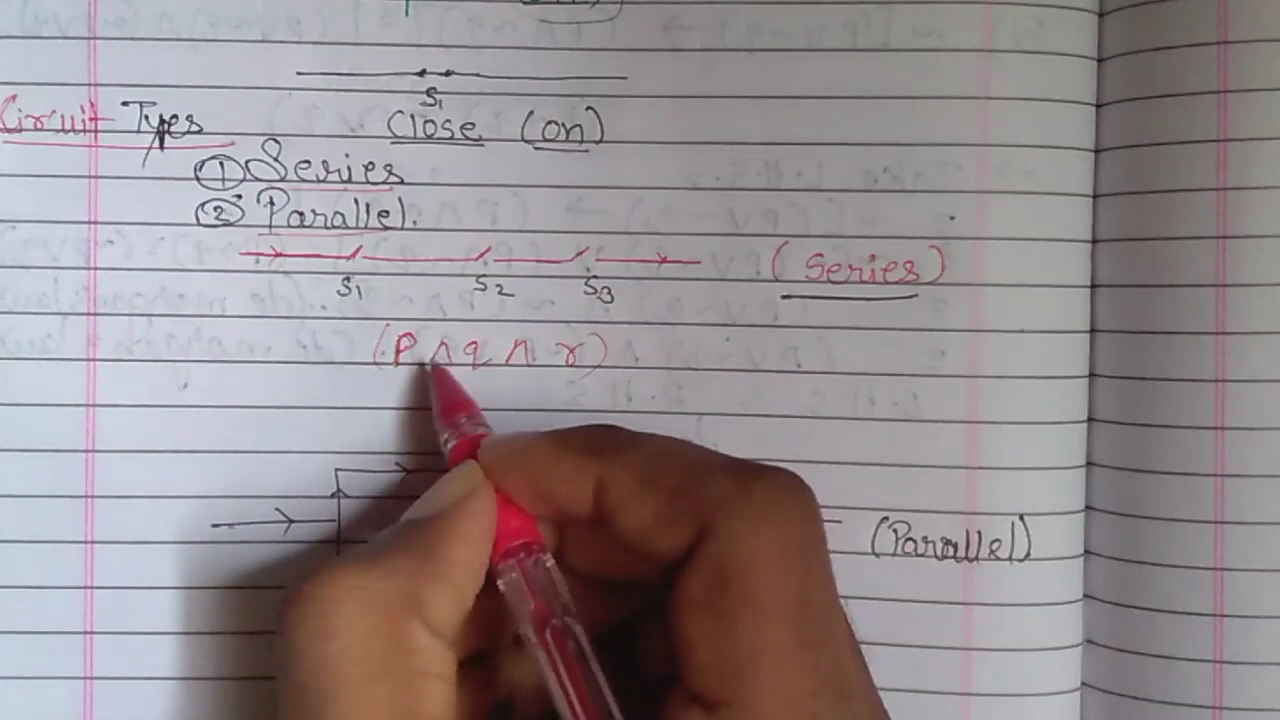 S1
Circuit Types Close (on)
① Series
② Parallel.
S1 S2 S3 (Series)
(p ∧ q ∧ r)
(Parallel)